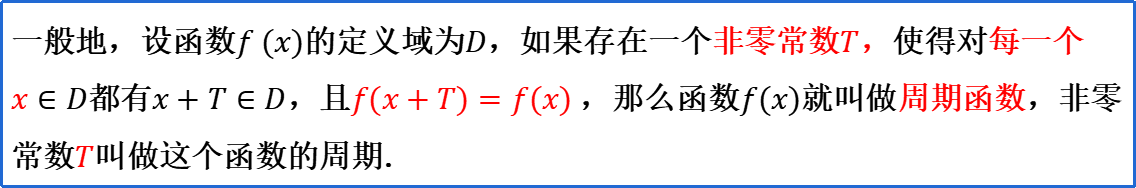 一般地，设函数f (x)的定义域为D，如果存在一个非零常数T，使得对每一个
x ∈ D都有x + T ∈ D，且f(x + T) = f(x) ，那么函数f(x)就叫做周期函数，非零
常数T叫做这个函数的周期.